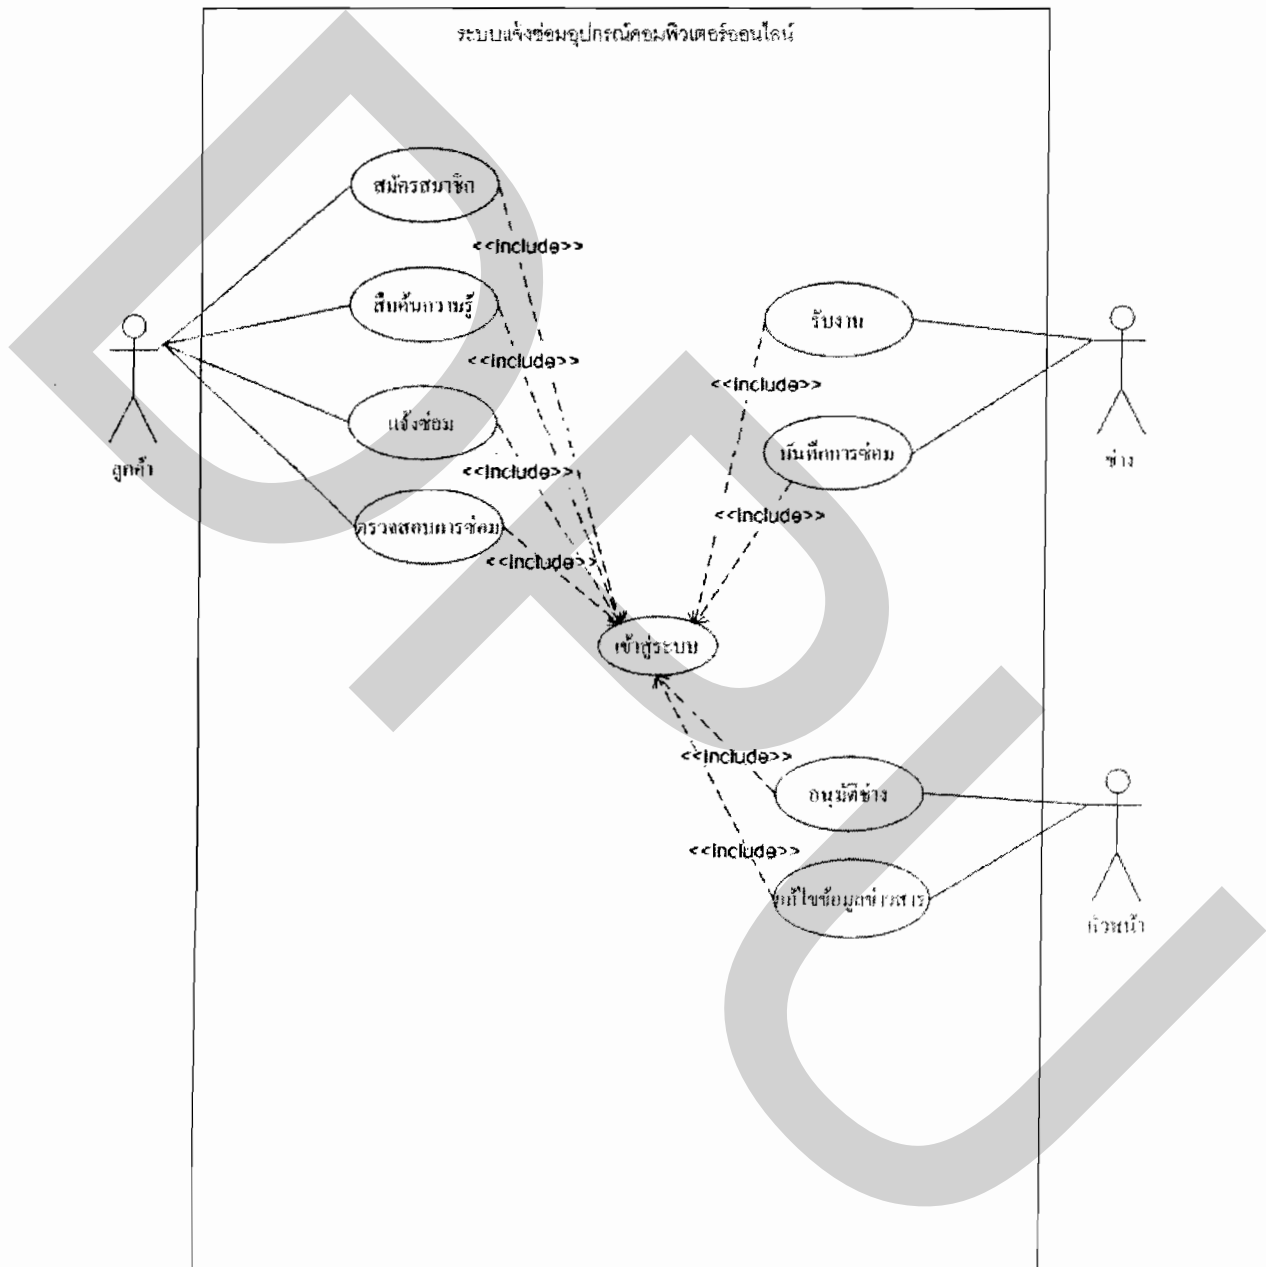 ระบบแจ้งซ่อมอุปกรณ์คอมพิวเตอร์ออนไลน์
สมัครสมาชิก
<<include>>
สืบค้นความรู้
<<include>>
แจ้งซ่อม
<<include>>
ตรวจสอบการซ่อม
<<include>>
ลูกค้า
รับงาน
<<include>>
บันทึกการซ่อม
<<include>>
ช่าง
เข้าสู่ระบบ
<<include>>
อนุมัติช่าง
<<include>>
แก้ไขข้อมูลข่าวสาร
หัวหน้า
DPU